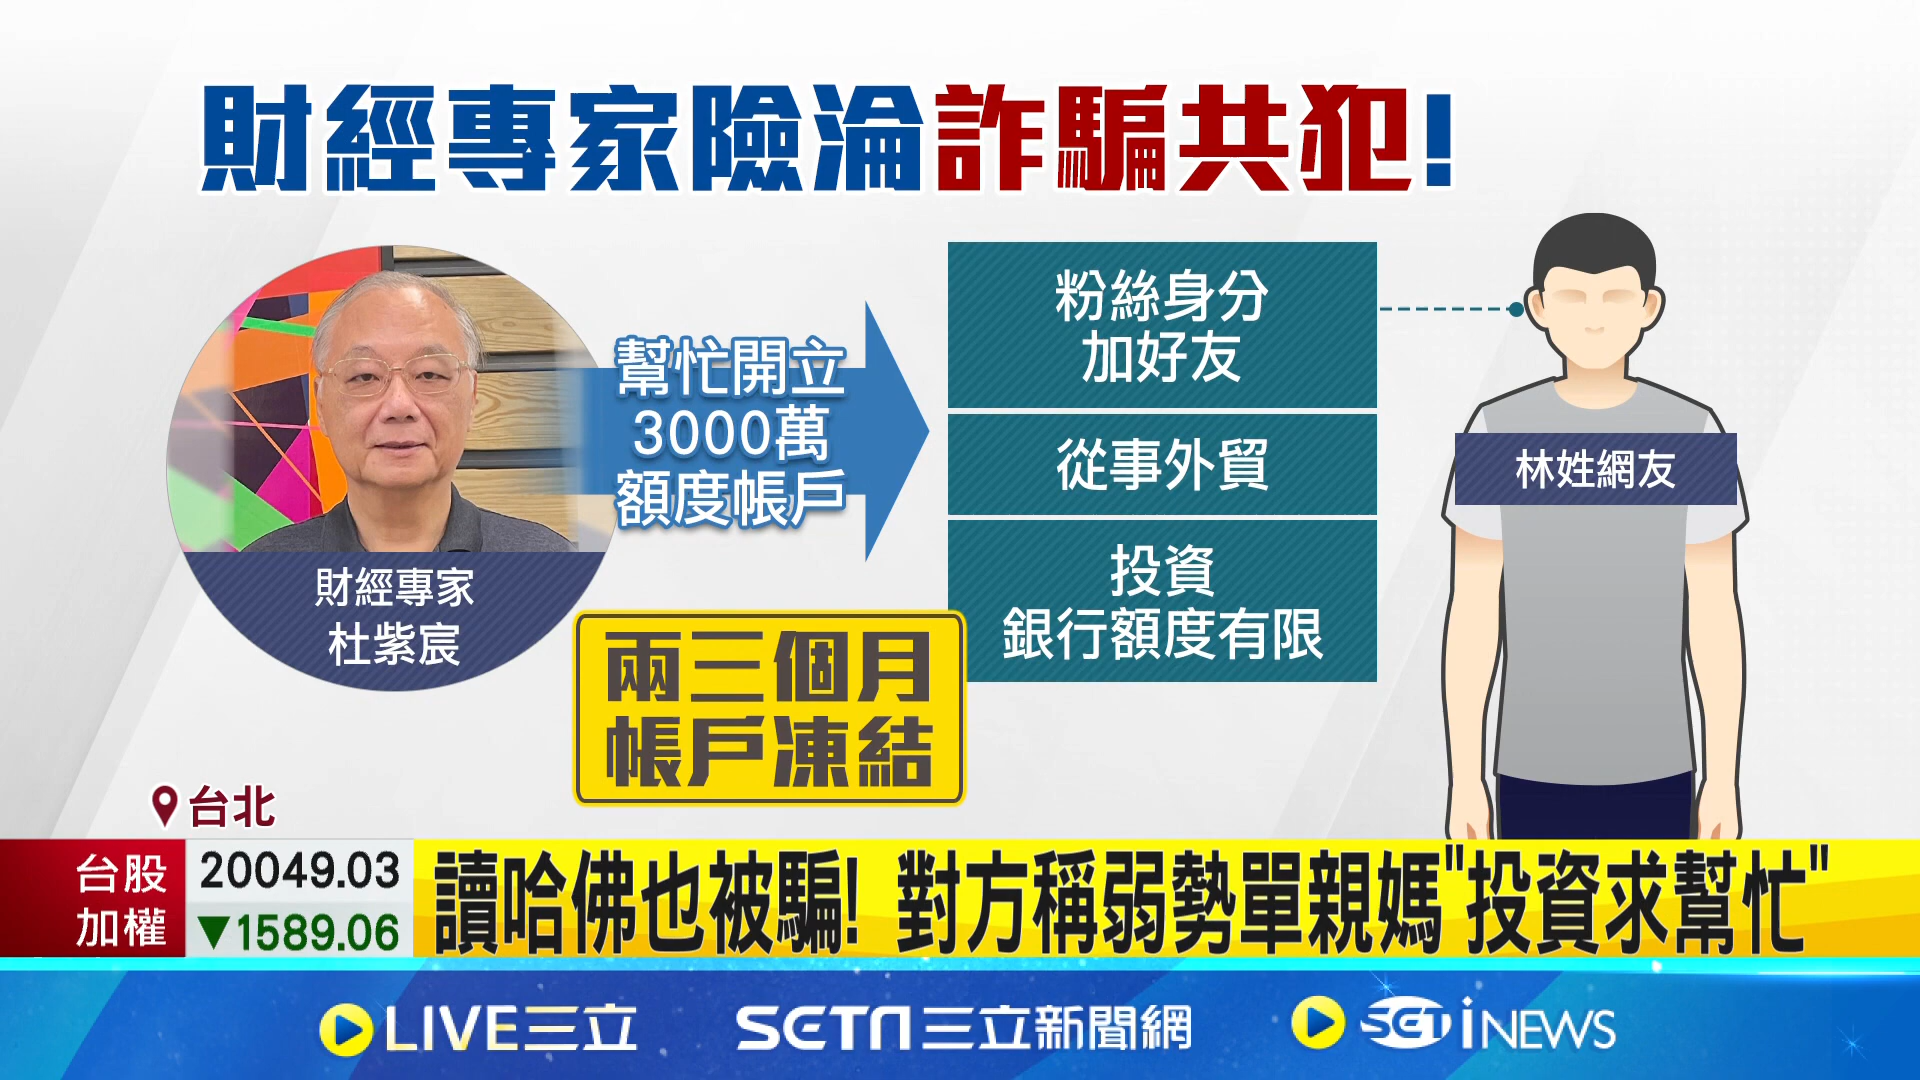 財經專家險淪詐騙共犯!
幫忙開立
3000萬
額度帳戶
粉絲身分
加好友
從事外貿
投資
銀行額度有限
林姓網友
財經專家
杜紫宸
兩三個月
帳戶凍結
台北
台股
加權
20049.03
▼1589.06
讀哈佛也被騙! 對方稱弱勢單親媽"投資求幫忙"
LIVE三立
SETN三立新聞網
SET iNEWS